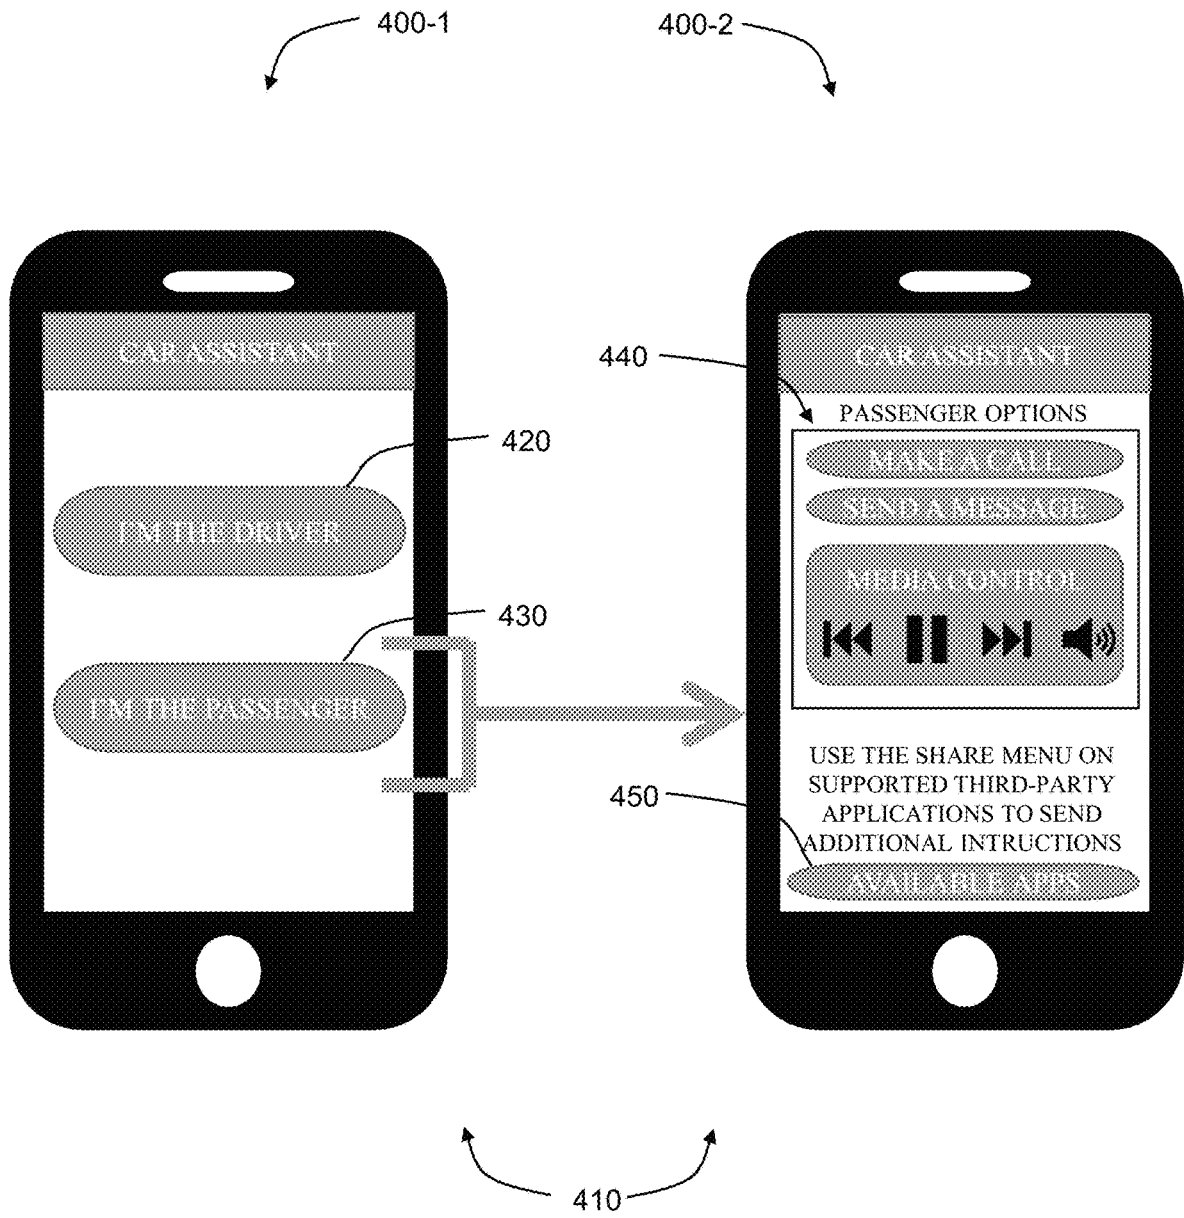 400-1
400-2
CAR ASSISTANT
420
I'M THE DRIVER
430
I'M THE PASSENGER
440
CAR ASSISTANT
PASSENGER OPTIONS
MAKE A CALL
SEND A MESSAGE
MEDIA CONTROL
USE THE SHARE MENU ON
SUPPORTED THIRD-PARTY
APPLICATIONS TO SEND
ADDITIONAL INTRUCTIONS
450
AVAILABLE APPS
410